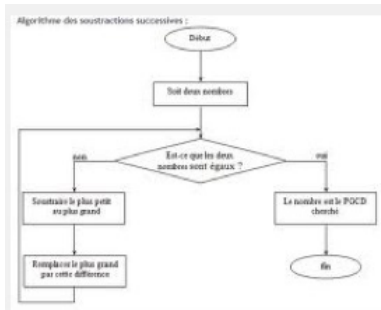 Algorithme des soustractions successives :
Début
Soit deux nombres
Est-ce que les deux
nombres sont égaux ?
non
oui
Soustraire le plus petit
au plus grand
Le nombre est le PGCD
cherché
Remplacer le plus grand
par cette différence
fin